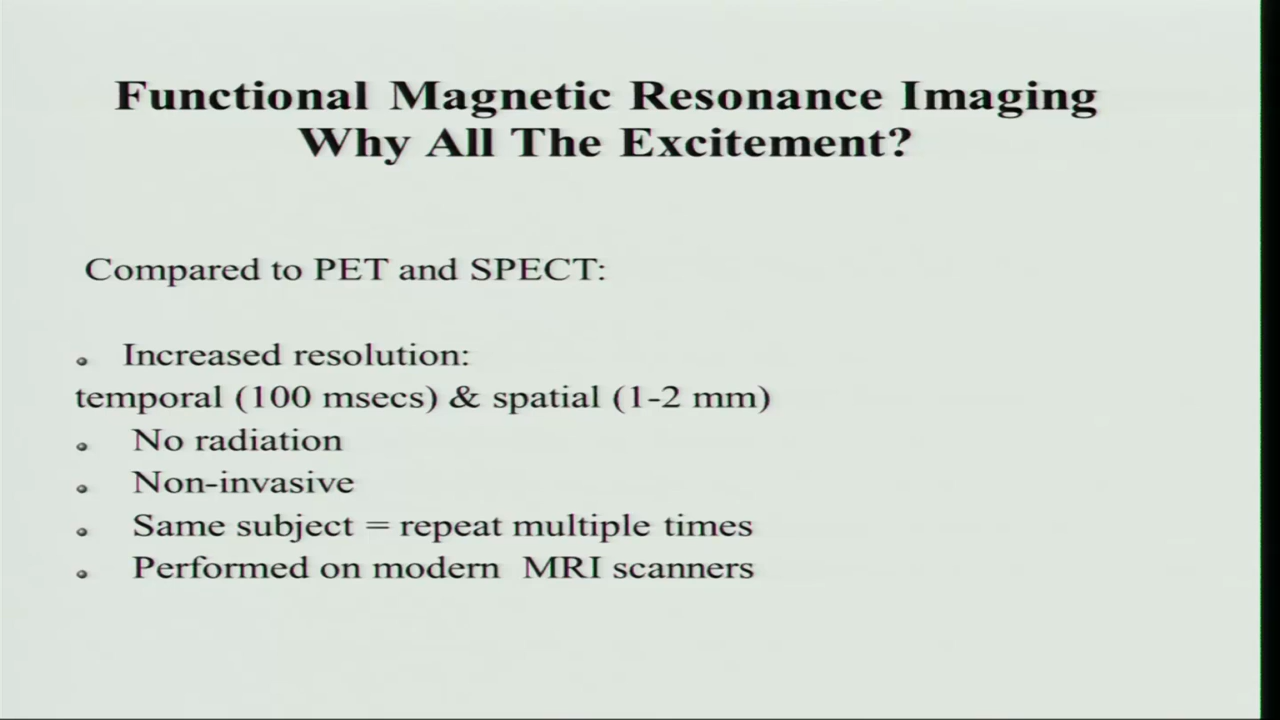 Functional Magnetic Resonance Imaging
Why All The Excitement?
Compared to PET and SPECT:
• Increased resolution:
temporal (100 msecs) & spatial (1-2 mm)
• No radiation
• Non-invasive
• Same subject = repeat multiple times
• Performed on modern MRI scanners